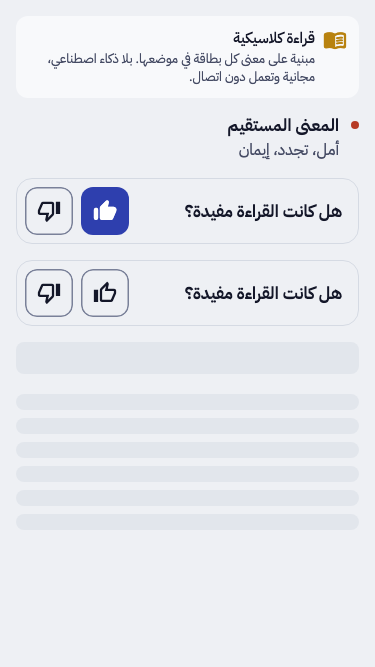 قراءة كلاسيكية
مبنية على معنى كل بطاقة في موضعها. بلا ذكاء اصطناعي،
مجانية وتعمل دون اتصال.
المعنى المستقيم
أمل، تجدد، إيمان
هل كانت القراءة مفيدة؟
هل كانت القراءة مفيدة؟